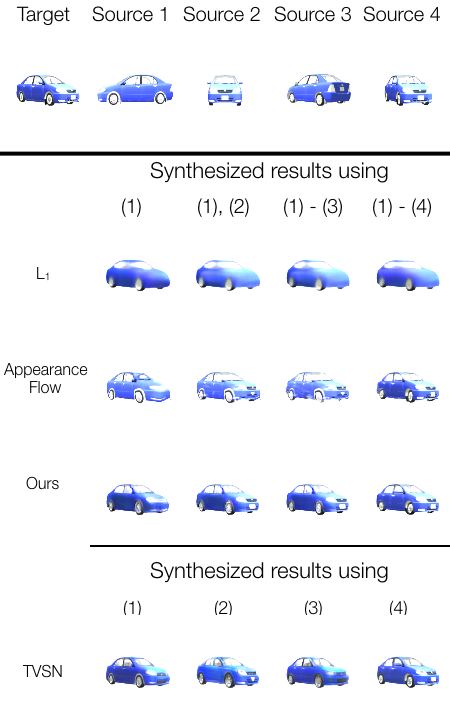 Target Source 1 Source 2 Source 3 Source 4
Synthesized results using
(1) (1), (2) (1) - (3) (1) - (4)
L₁
Appearance
Flow
Ours
Synthesized results using
(1) (2) (3) (4)
TVSN